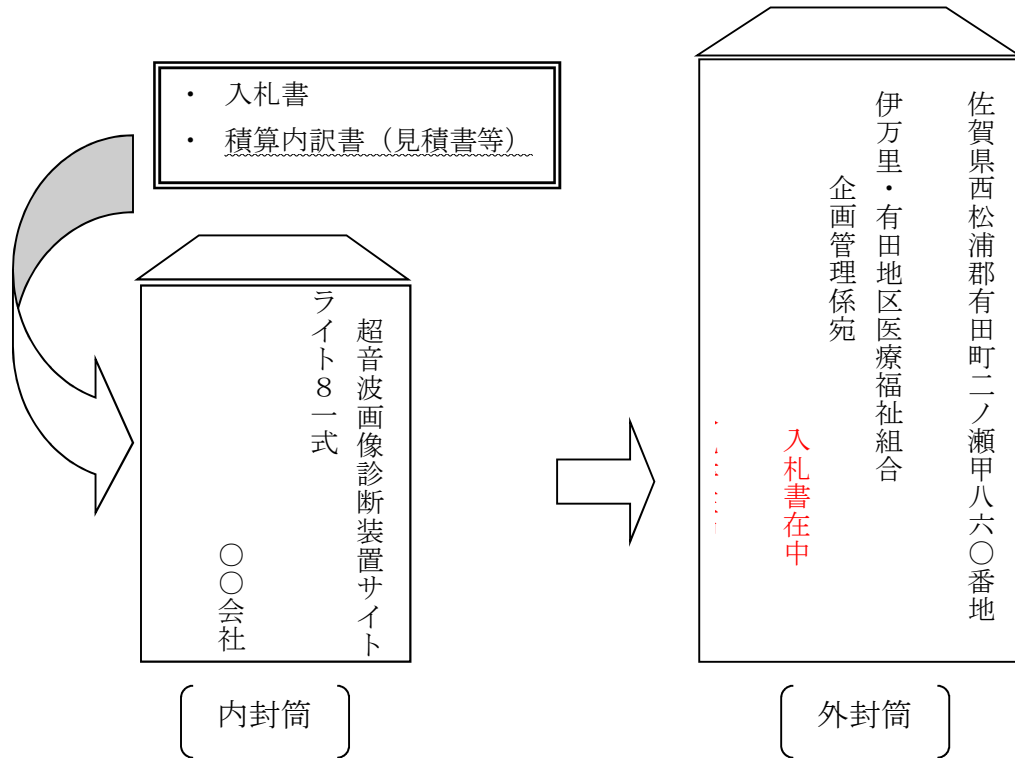 ・ 入札書
・ 積算内訳書（見積書等）
超音波画像診断装置サイト
ライト８一式
〇〇会社
内封筒
佐賀県西松浦郡有田町二ノ瀬甲八六〇番地
伊万里・有田地区医療福祉組合
企画管理係宛
入札書在中
外封筒